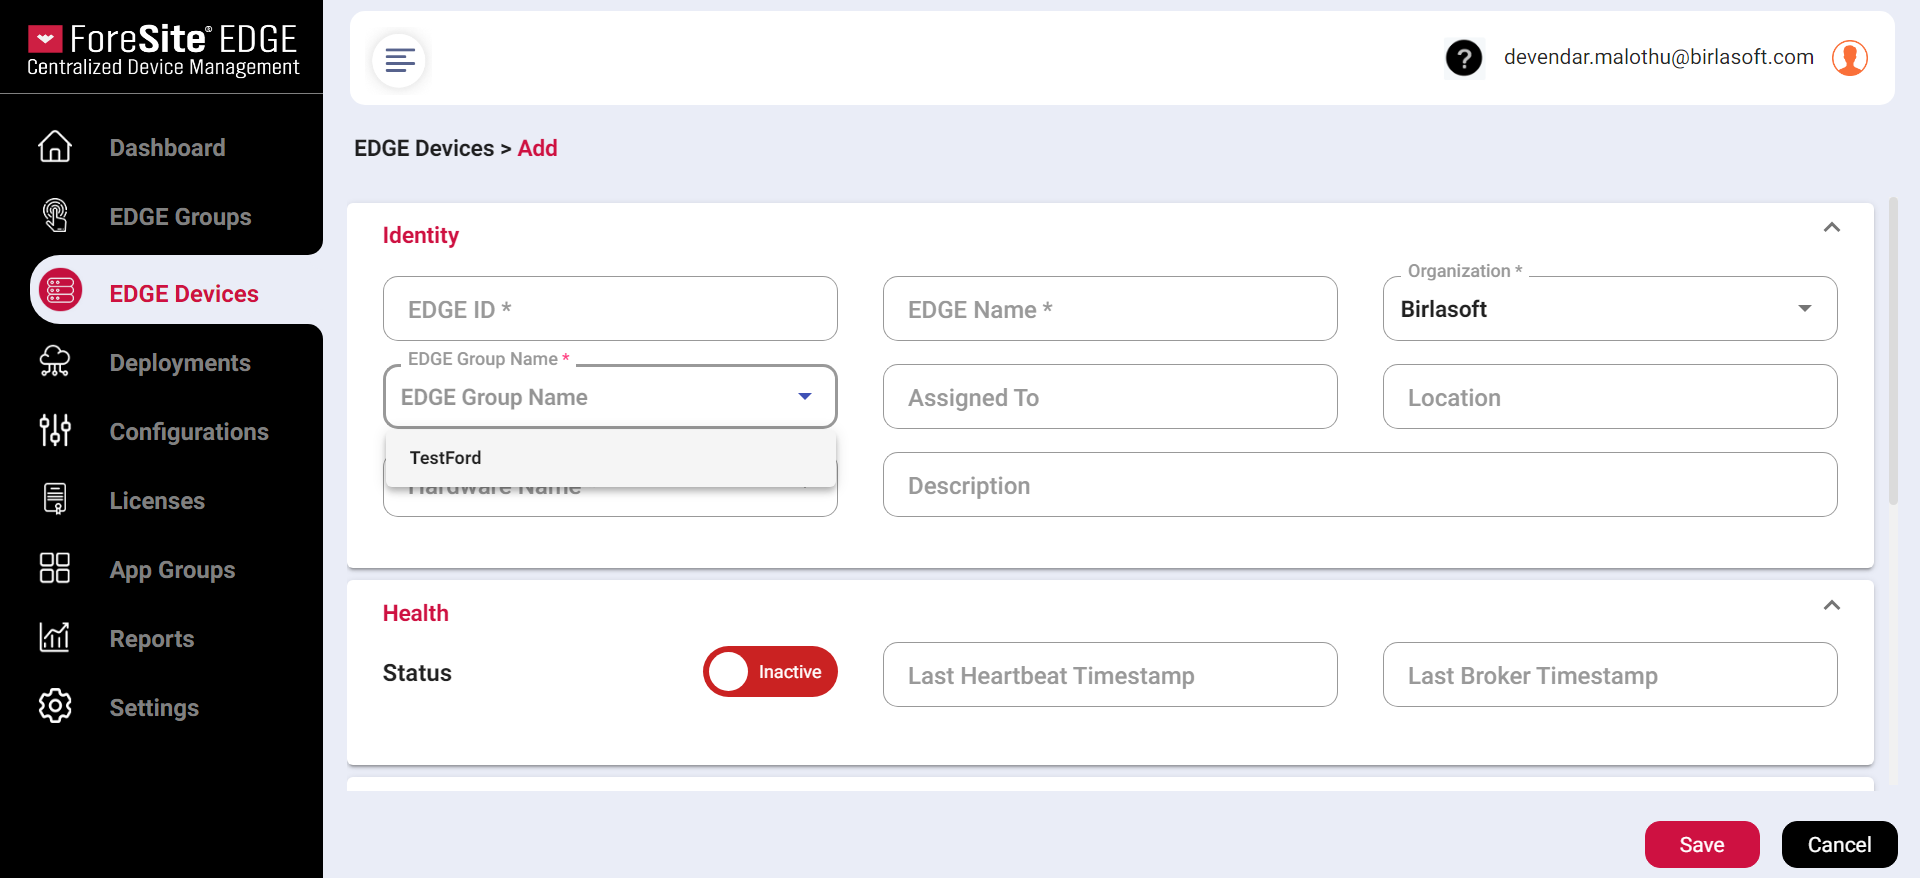 ForeSite® EDGE
Centralized Device Management
Dashboard
EDGE Groups
EDGE Devices
Deployments
Configurations
Licenses
App Groups
Reports
Settings
?
devendar.malothu@birlasoft.com
EDGE Devices > Add
Identity
EDGE ID *
EDGE Name *
Organization *
Birlasoft
EDGE Group Name *
EDGE Group Name
Assigned To
Location
TestFord
Hardware Name
Description
Health
Status
Inactive
Last Heartbeat Timestamp
Last Broker Timestamp
Save
Cancel